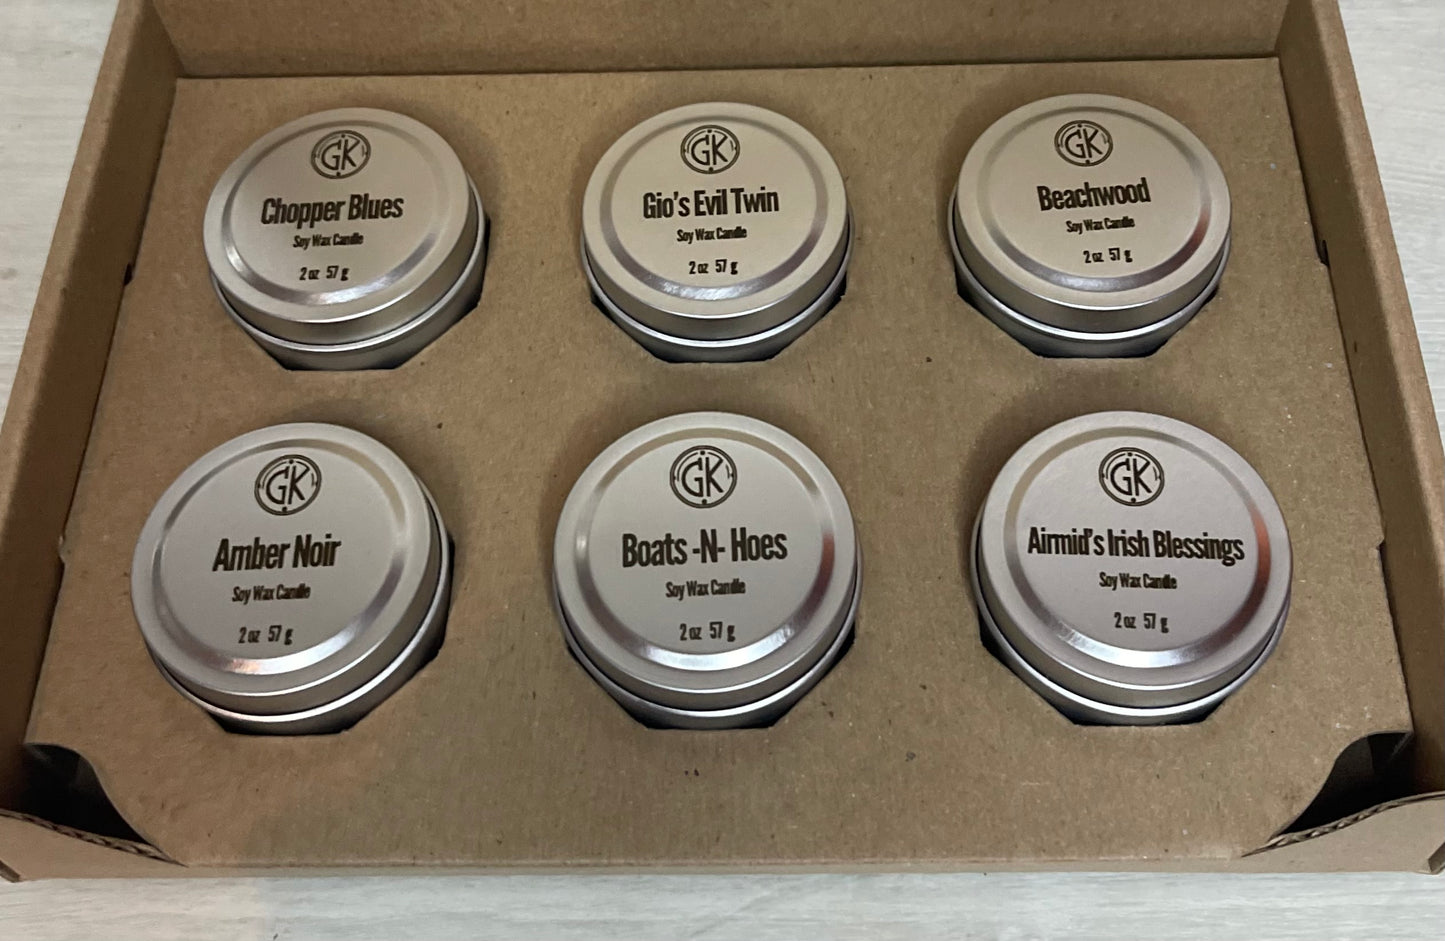 GK
Chopper Blues
Soy Wax Candle
2 oz 57 g
GK
Gio's Evil Twin
Soy Wax Candle
2 oz 57 g
GK
Beachwood
Soy Wax Candle
2 oz 57 g
GK
Amber Noir
Soy Wax Candle
2 oz 57 g
GK
Boats -N- Hoes
Soy Wax Candle
2 oz 57 g
GK
Airmid's Irish Blessings
Soy Wax Candle
2 oz 57 g